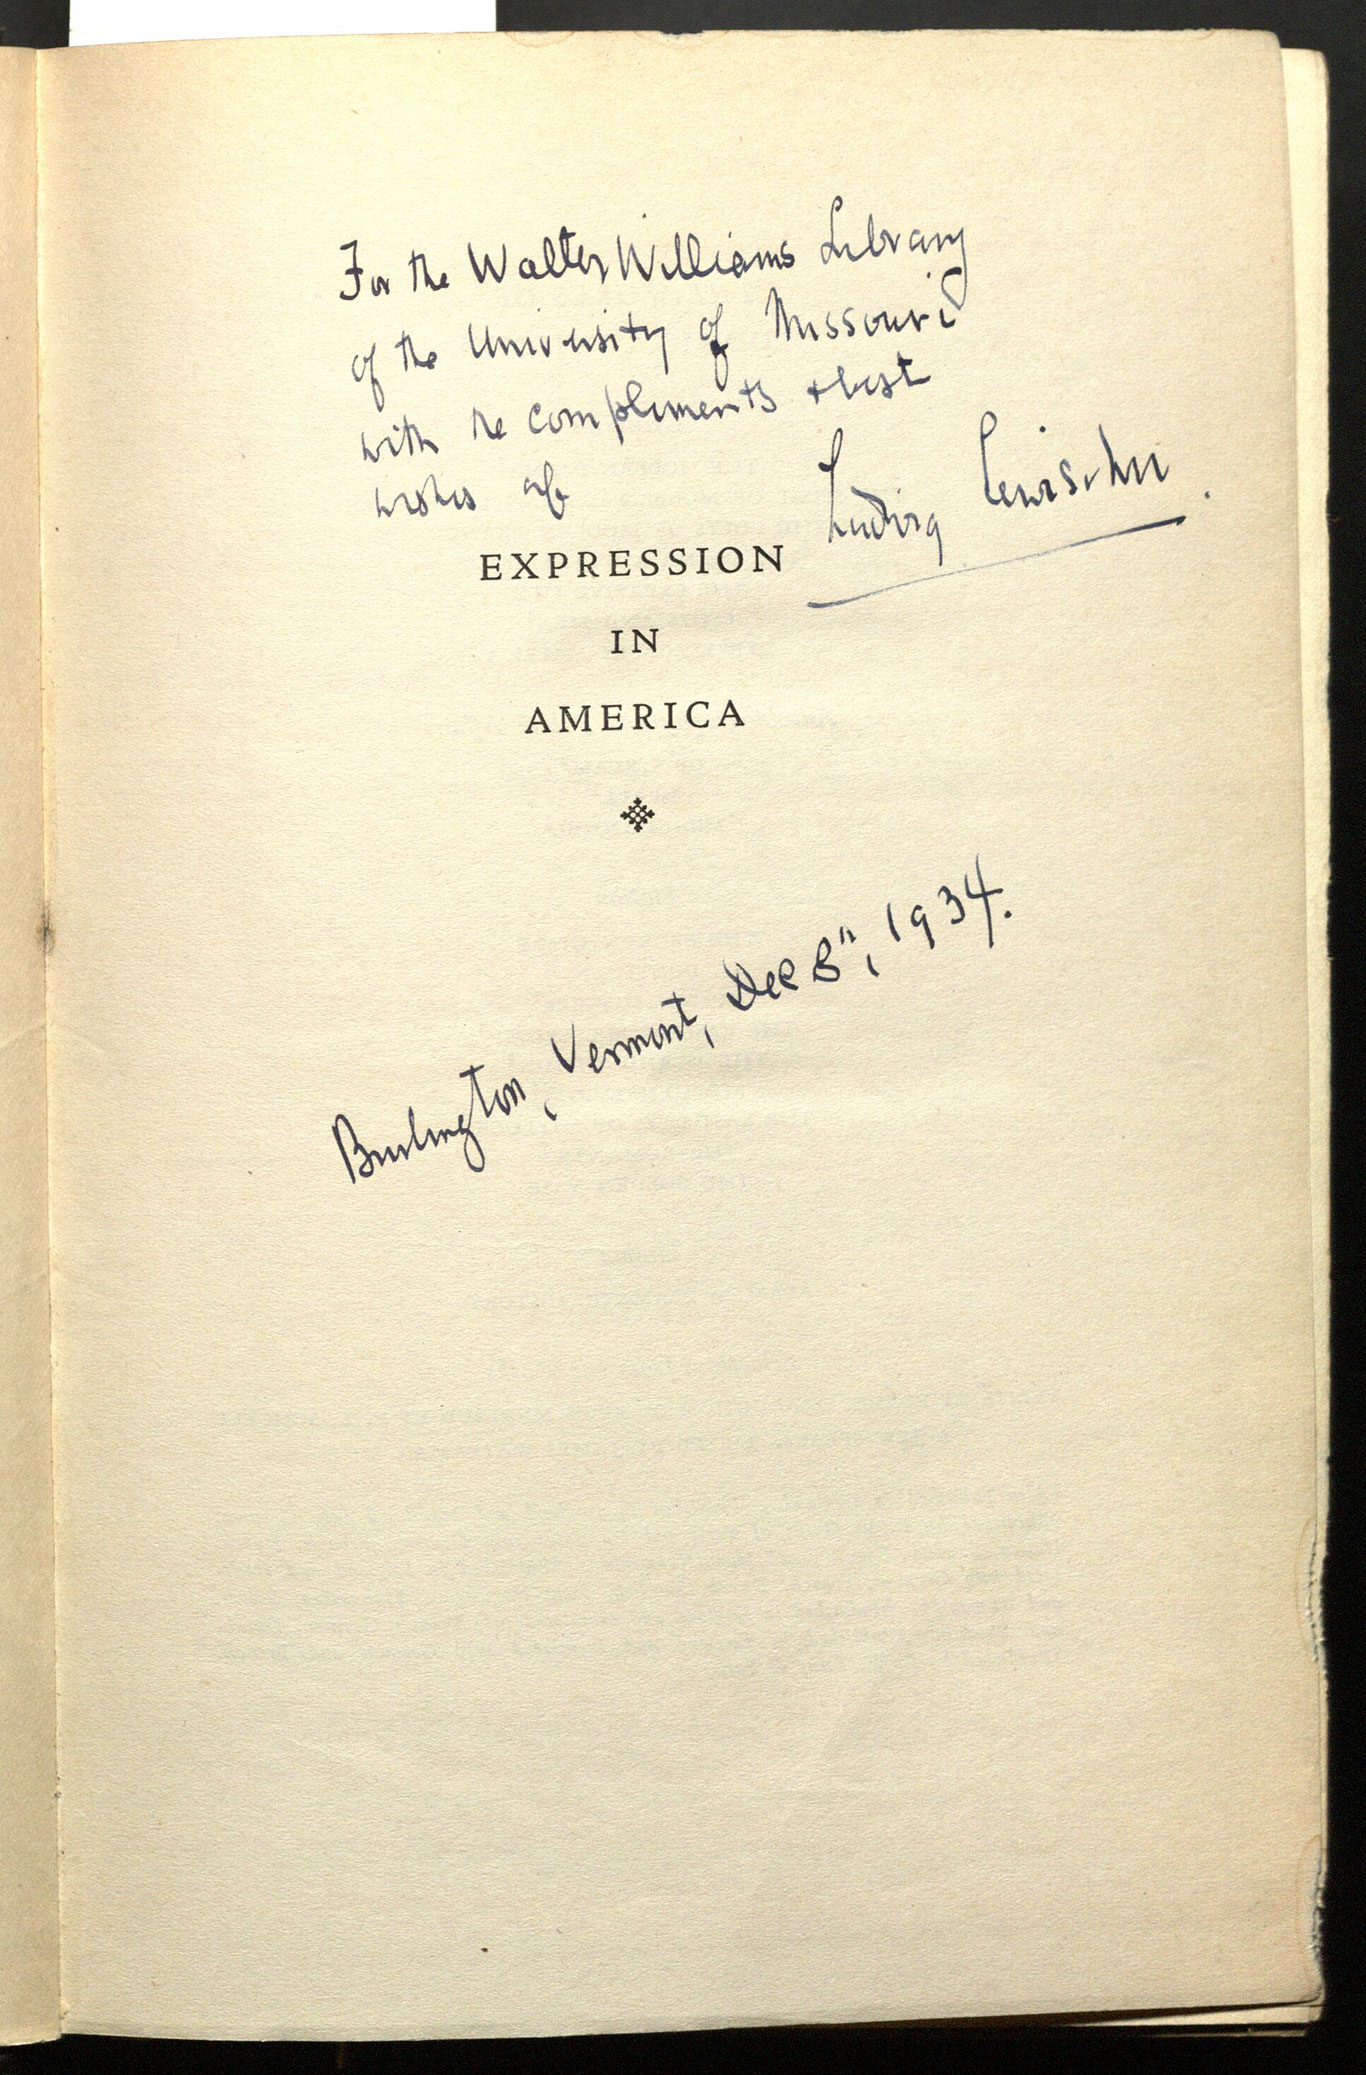 For the Walter Williams Library
of the University of Missouri
with the compliments + best
wishes of
Ludwig Lewisohn.
EXPRESSION
IN
AMERICA
Burlington, Vermont, Dec 8", 1934.